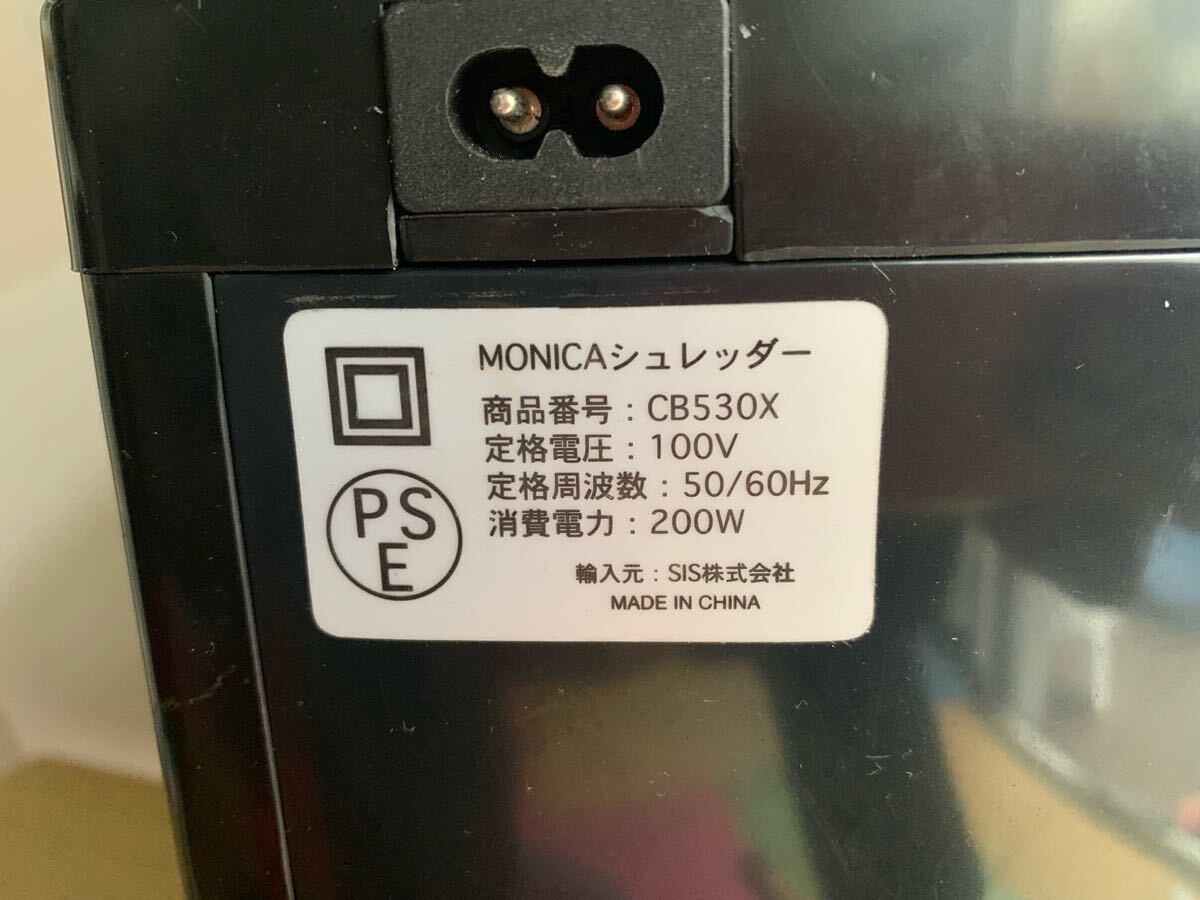 MONICAシュレッダー
商品番号：CB530X
定格電圧：100V
定格周波数：50/60Hz
消費電力：200W
PS
E
輸入元：SIS株式会社
MADE IN CHINA